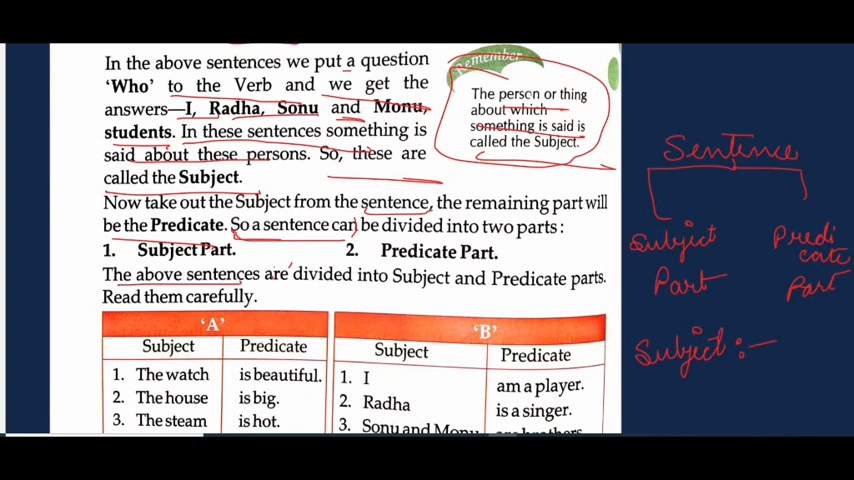 In the above sentences we put a question
'Who' to the Verb and we get the
answers—I, Radha, Sonu and Monu,
students. In these sentences something is
said about these persons. So, these are
called the Subject.
Remember
The person or thing
about which
something is said is
called the Subject.
Now take out the Subject from the sentence, the remaining part will
be the Predicate. So a sentence can be divided into two parts:
1. Subject Part. 2. Predicate Part.
The above sentences are divided into Subject and Predicate parts.
Read them carefully.
'A'
Subject Predicate
1. The watch is beautiful.
2. The house is big.
3. The steam is hot.
'B'
Subject Predicate
1. I am a player.
2. Radha is a singer.
3. Sonu and Monu are brothers
Sentence
Subject
Part
Predi
cate
Part
Subject :-